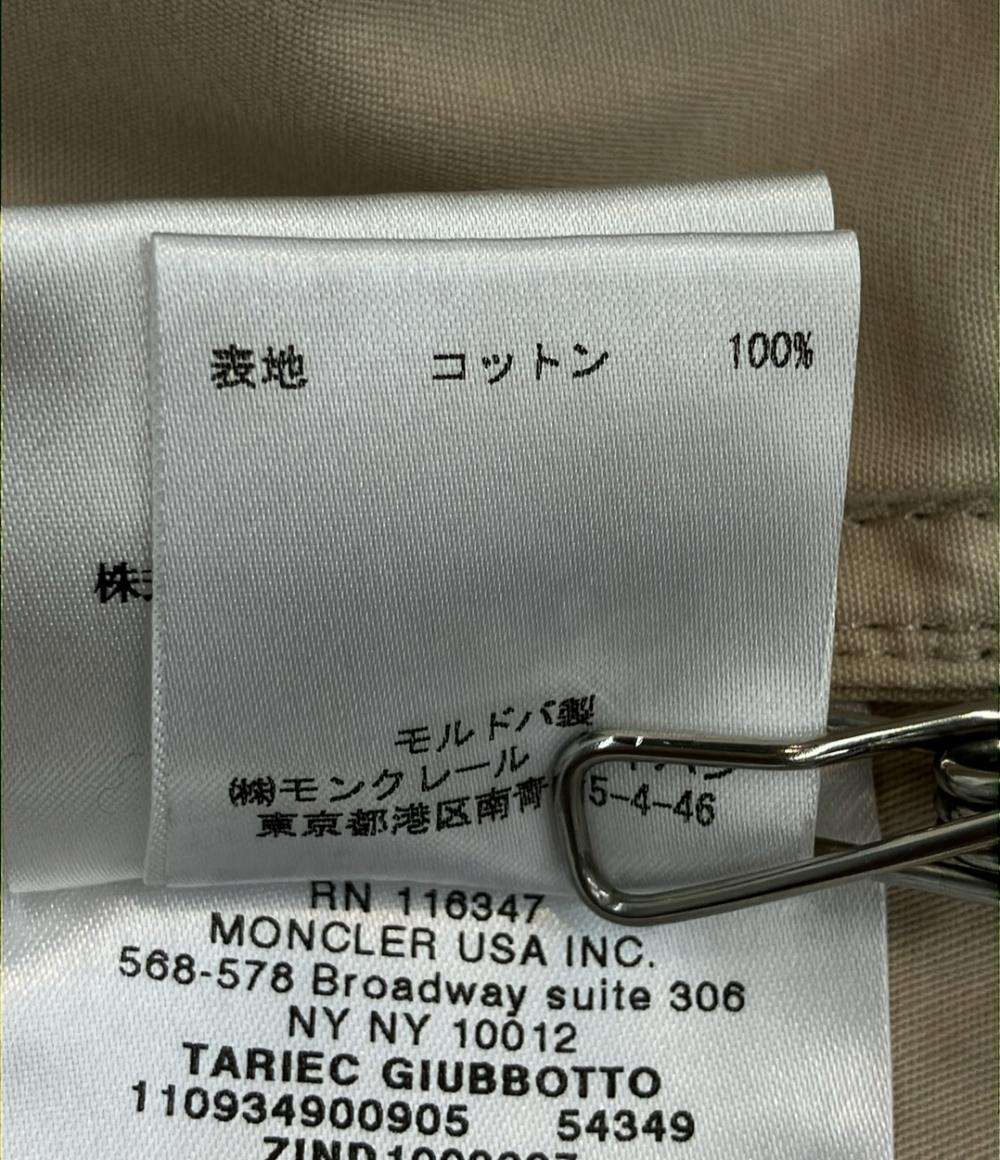 表地 コットン 100%
株
モルドバ製
㈱モンクレール
東京都港区南青 5-4-46
RN 116347
MONCLER USA INC.
568-578 Broadway suite 306
NY NY 10012
TARIEC GIUBBOTTO
110934900905 54349